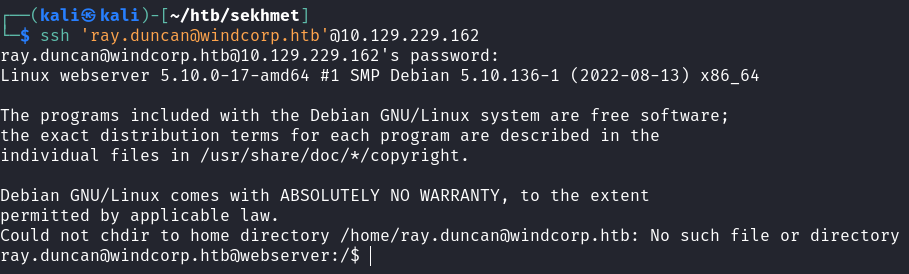 ┌──(kali㉿kali)-[~/htb/sekhmet]
└─$ ssh 'ray.duncan@windcorp.htb'@10.129.229.162
ray.duncan@windcorp.htb@10.129.229.162's password:
Linux webserver 5.10.0-17-amd64 #1 SMP Debian 5.10.136-1 (2022-08-13) x86_64
The programs included with the Debian GNU/Linux system are free software;
the exact distribution terms for each program are described in the
individual files in /usr/share/doc/*/copyright.
Debian GNU/Linux comes with ABSOLUTELY NO WARRANTY, to the extent
permitted by applicable law.
Could not chdir to home directory /home/ray.duncan@windcorp.htb: No such file or directory
ray.duncan@windcorp.htb@webserver:/$